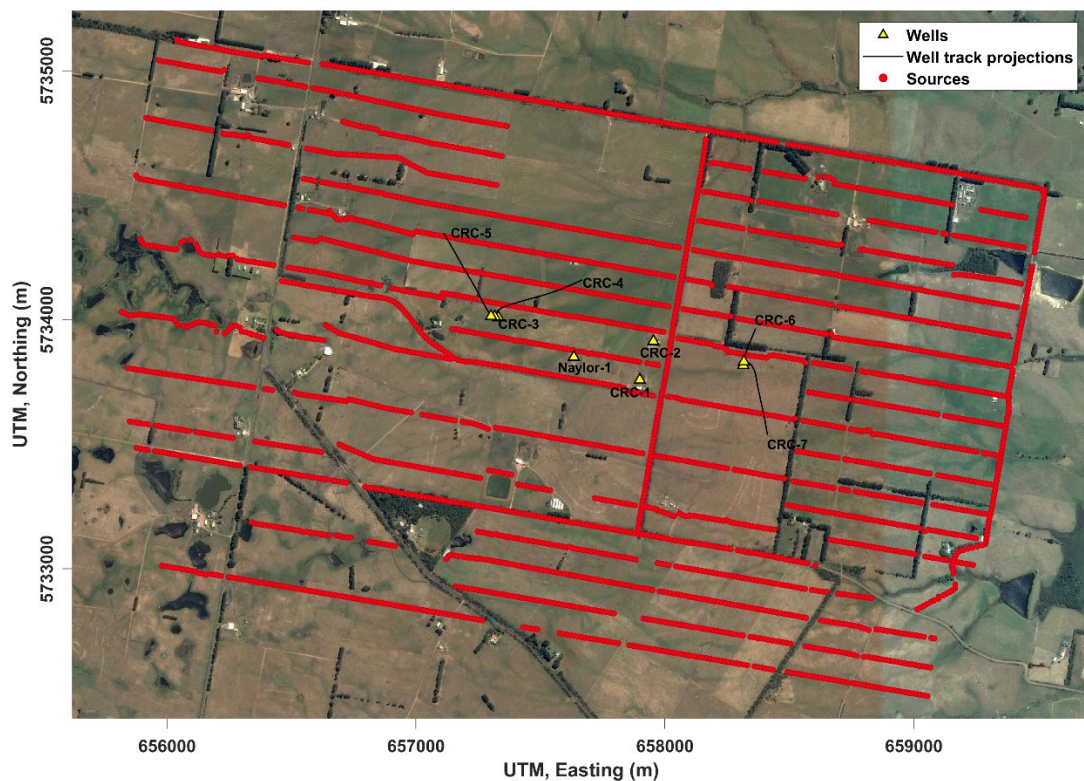 Wells
Well track projections
Sources
5735000
CRC-5
CRC-4
CRC-3
CRC-6
5734000
CRC-2
Naylor-1
CRC-1
CRC-7
5733000
UTM, Northing (m)
656000
657000
658000
659000
UTM, Easting (m)